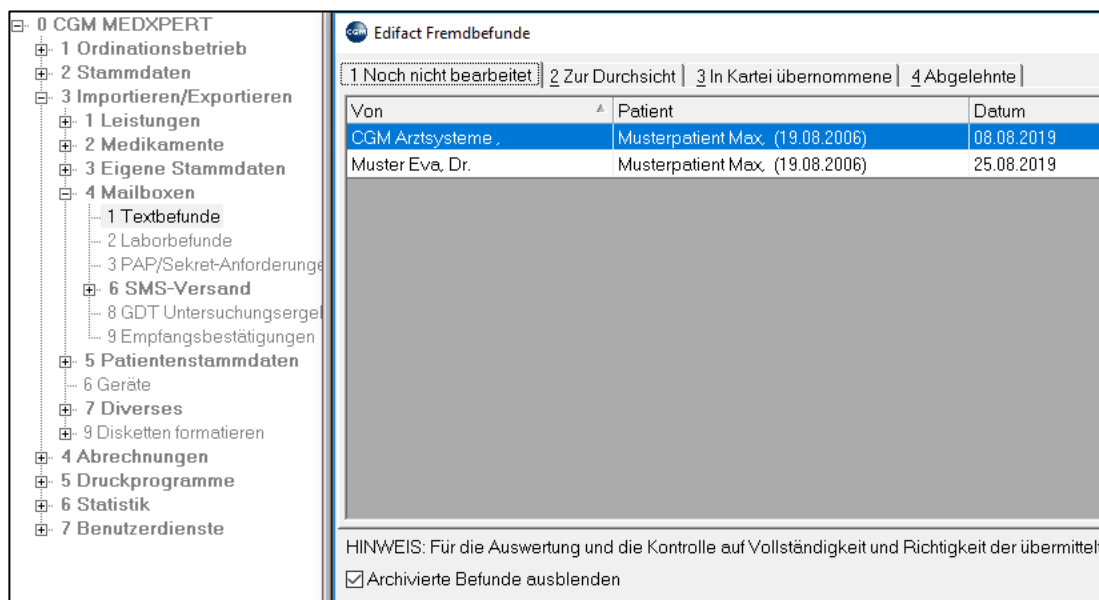 0 CGM MEDXPERT
1 Ordinationsbetrieb
2 Stammdaten
3 Importieren/Exportieren
1 Leistungen
2 Medikamente
3 Eigene Stammdaten
4 Mailboxen
1 Textbefunde
2 Laborbefunde
3 PAP/Sekret-Anforderunge
6 SMS-Versand
8 GDT Untersuchungsergel
9 Empfangsbestätigungen
5 Patientenstammdaten
6 Geräte
7 Diverses
9 Disketten formatieren
4 Abrechnungen
5 Druckprogramme
6 Statistik
7 Benutzerdienste
CGM Edifact Fremdbefunde
1 Noch nicht bearbeitet 2 Zur Durchsicht 3 In Kartei übernommene 4 Abgelehnte
Von Patient Datum
CGM Arztsysteme , Musterpatient Max, (19.08.2006) 08.08.2019
Muster Eva, Dr. Musterpatient Max, (19.08.2006) 25.08.2019
HINWEIS: Für die Auswertung und die Kontrolle auf Vollständigkeit und Richtigkeit der übermittelt
Archivierte Befunde ausblenden